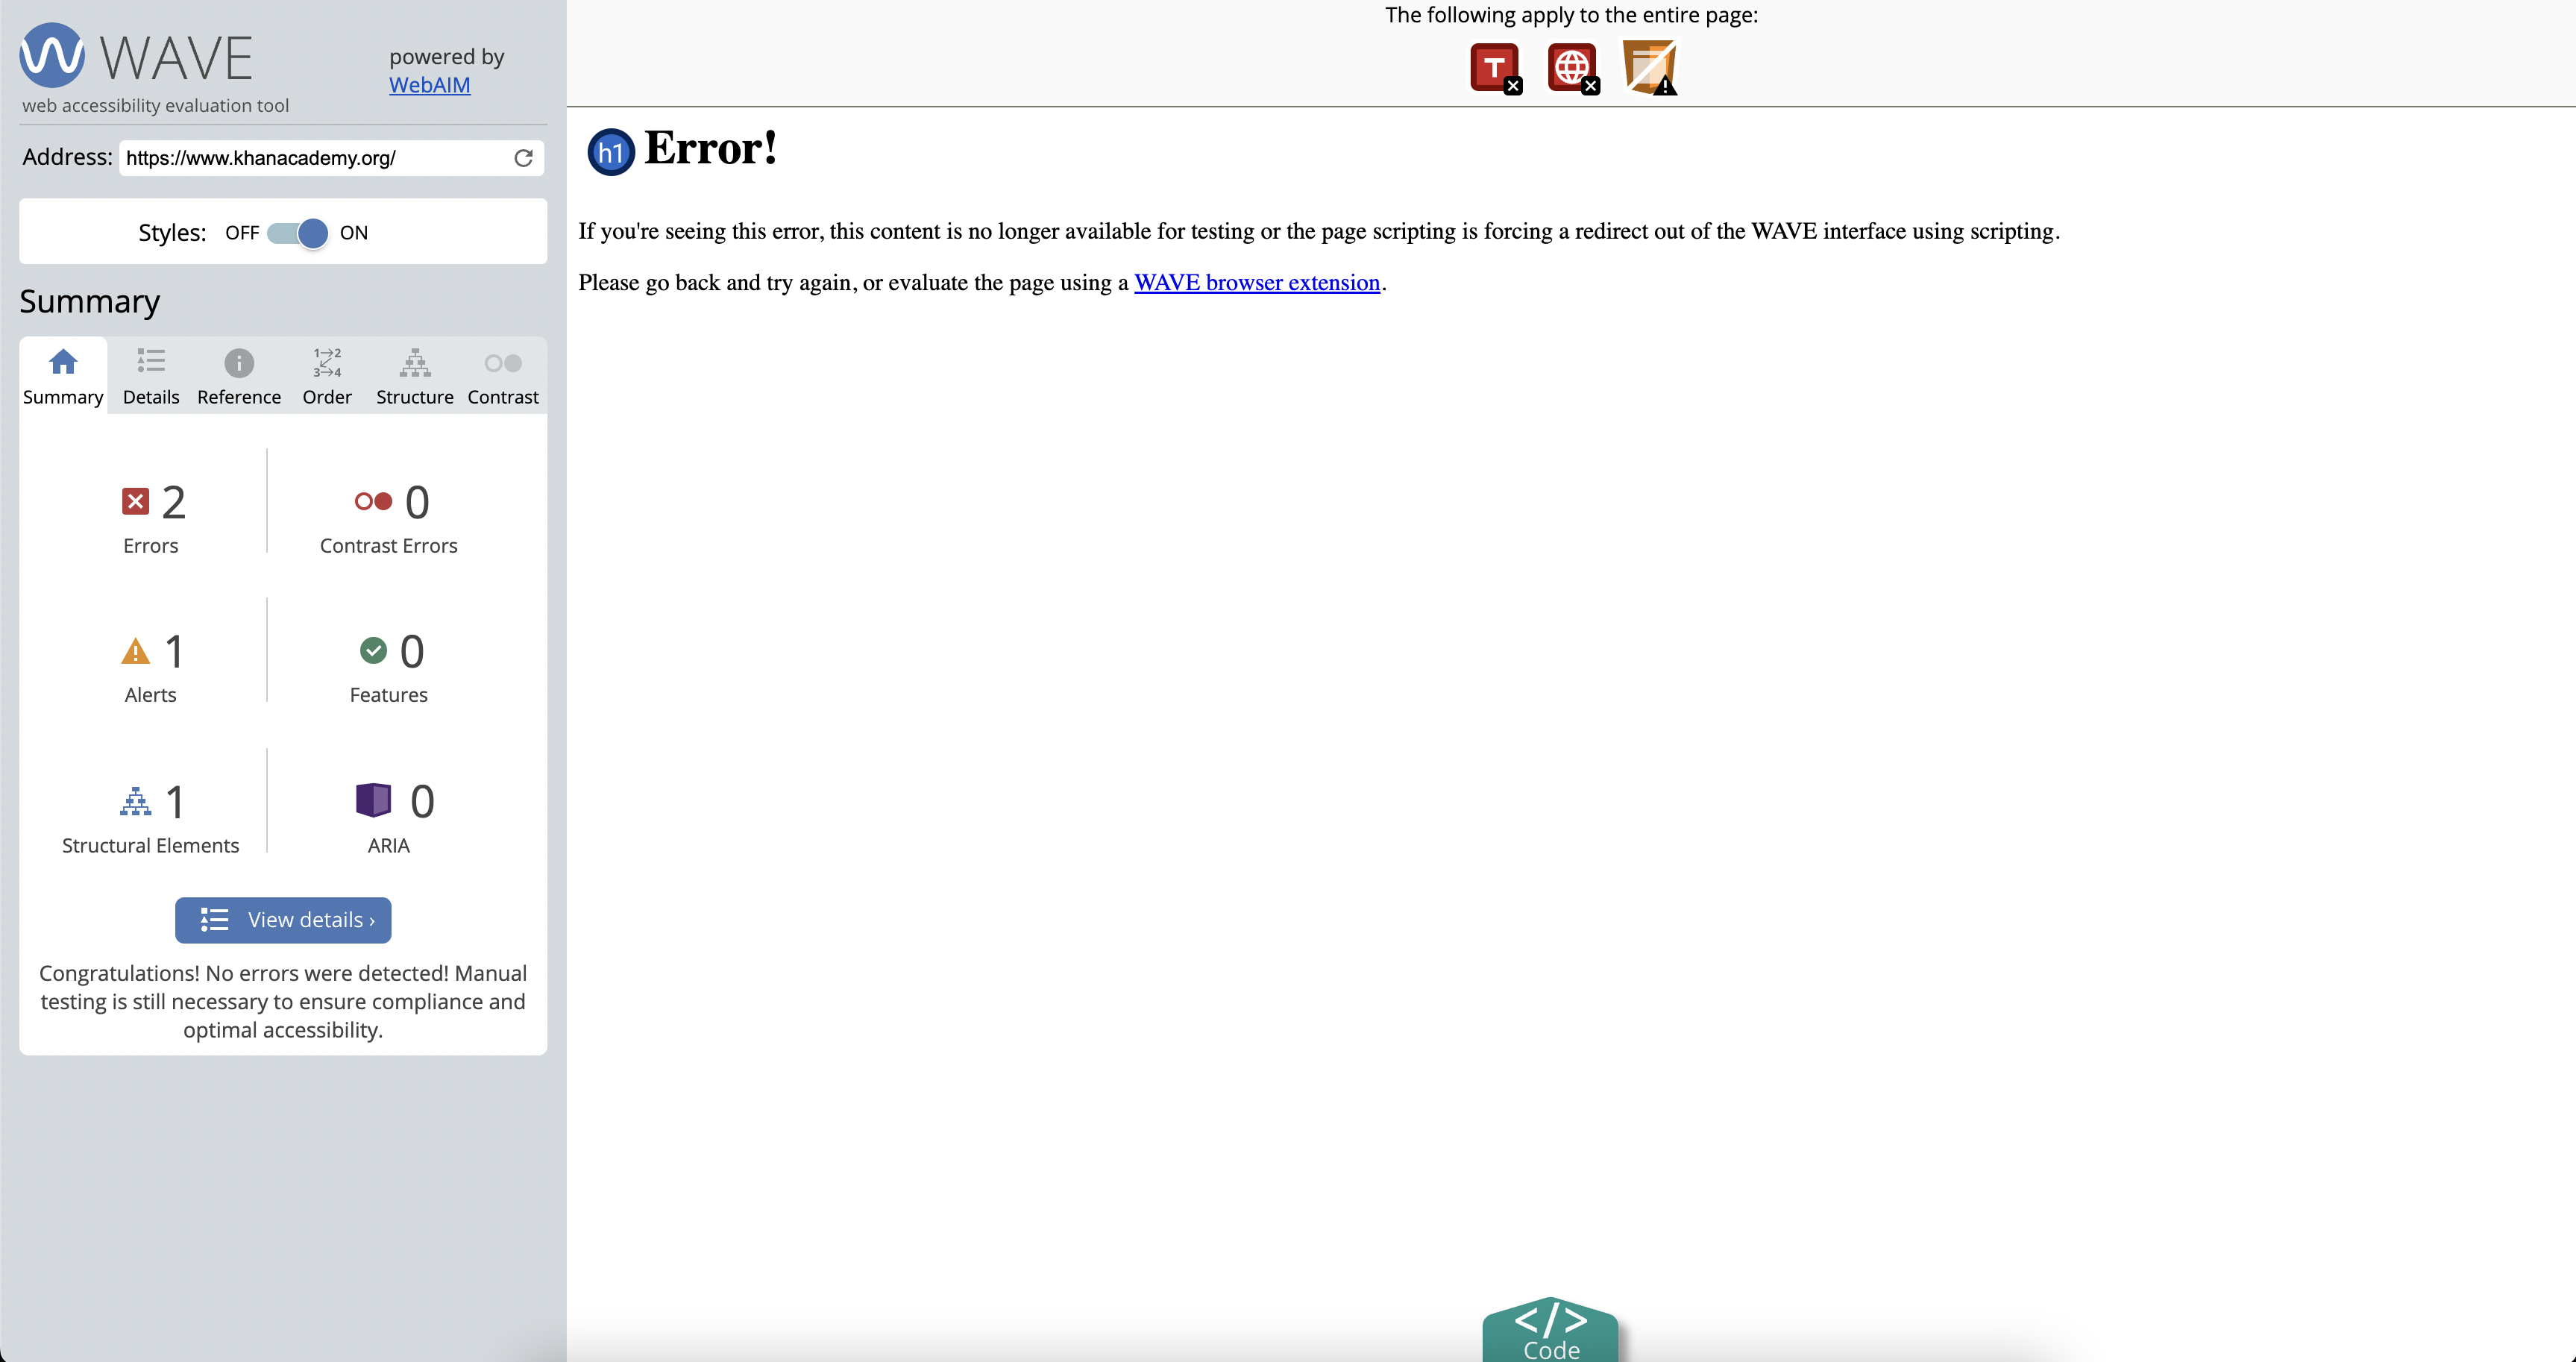 WAVE
powered by
WebAIM
web accessibility evaluation tool
Address: https://www.khanacademy.org/
Styles: OFF ON
Summary
Summary Details Reference Order Structure Contrast
1→2
3→4
2
Errors
0
Contrast Errors
1
Alerts
0
Features
1
Structural Elements
0
ARIA
View details ›
Congratulations! No errors were detected! Manual
testing is still necessary to ensure compliance and
optimal accessibility.
The following apply to the entire page:
T
h1 Error!
If you're seeing this error, this content is no longer available for testing or the page scripting is forcing a redirect out of the WAVE interface using scripting.
Please go back and try again, or evaluate the page using a WAVE browser extension.
</>
Code